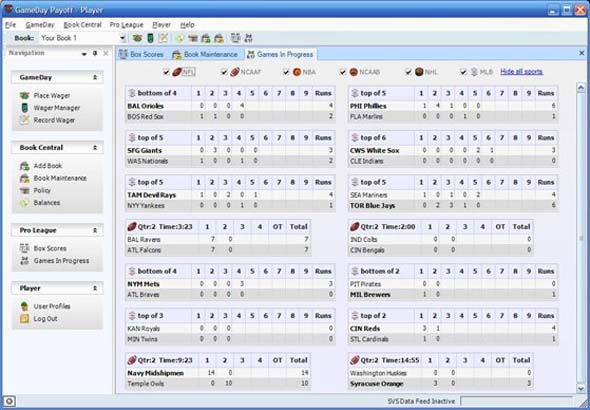 GameDay Payoff - Player
File GameDay Book Central Pro League Player Help
Book: Your Book 1
Navigation
Box Scores Book Maintenance Games In Progress
NFL NCAAF NBA NCAAB NHL MLB Hide all sports
GameDay
Place Wager
Wager Manager
Record Wager
Book Central
Add Book
Book Maintenance
Policy
Balances
Pro League
Box Scores
Games In Progress
Player
User Profiles
Log Out
bottom of 4 1 2 3 4 5 6 7 8 9 Runs
BAL Orioles 0 0 0 4 4
BOS Red Sox 1 1 0 0 2
top of 5 1 2 3 4 5 6 7 8 9 Runs
PHI Phillies 1 4 1 0 0 6
FLA Marlins 0 0 0 0 0
top of 5 1 2 3 4 5 6 7 8 9 Runs
SFG Giants 0 3 0 0 0 3
WAS Nationals 1 0 1 0 2
top of 6 1 2 3 4 5 6 7 8 9 Runs
CWS White Sox 0 0 0 0 2 1 3
CLE Indians 0 0 0 0 0 0
top of 5 1 2 3 4 5 6 7 8 9 Runs
TAM Devil Rays 1 0 2 0 1 4
NYY Yankees 0 0 0 1 1
top of 5 1 2 3 4 5 6 7 8 9 Runs
SEA Mariners 1 0 1 0 2 4
TOR Blue Jays 0 2 3 1 0 6
Qtr:2 Time:3:23 1 2 3 4 OT Total
BAL Ravens 7 0 7
ATL Falcons 7 0 7
Qtr:2 Time:2:00 1 2 3 4 OT Total
IND Colts 0 0 0
CIN Bengals 0 0 0
bottom of 4 1 2 3 4 5 6 7 8 9 Runs
NYM Mets 0 0 0 3 3
ATL Braves 0 0 0 0 0
bottom of 2 1 2 3 4 5 6 7 8 9 Runs
PIT Pirates 0 0 0
MIL Brewers 1 0 1
top of 3 1 2 3 4 5 6 7 8 9 Runs
KAN Royals 0 0 0 0
MIN Twins 0 0 0
top of 2 1 2 3 4 5 6 7 8 9 Runs
CIN Reds 3 1 4
STL Cardinals 1 1
Qtr:2 Time:9:23 1 2 3 4 OT Total
Navy Midshipmen 14 0 14
Temple Owls 0 10 10
Qtr:2 Time:14:55 1 2 3 4 OT Total
Washington Huskies 0 0 0
Syracuse Orange 3 0 3
SVS Data Feed Inactive